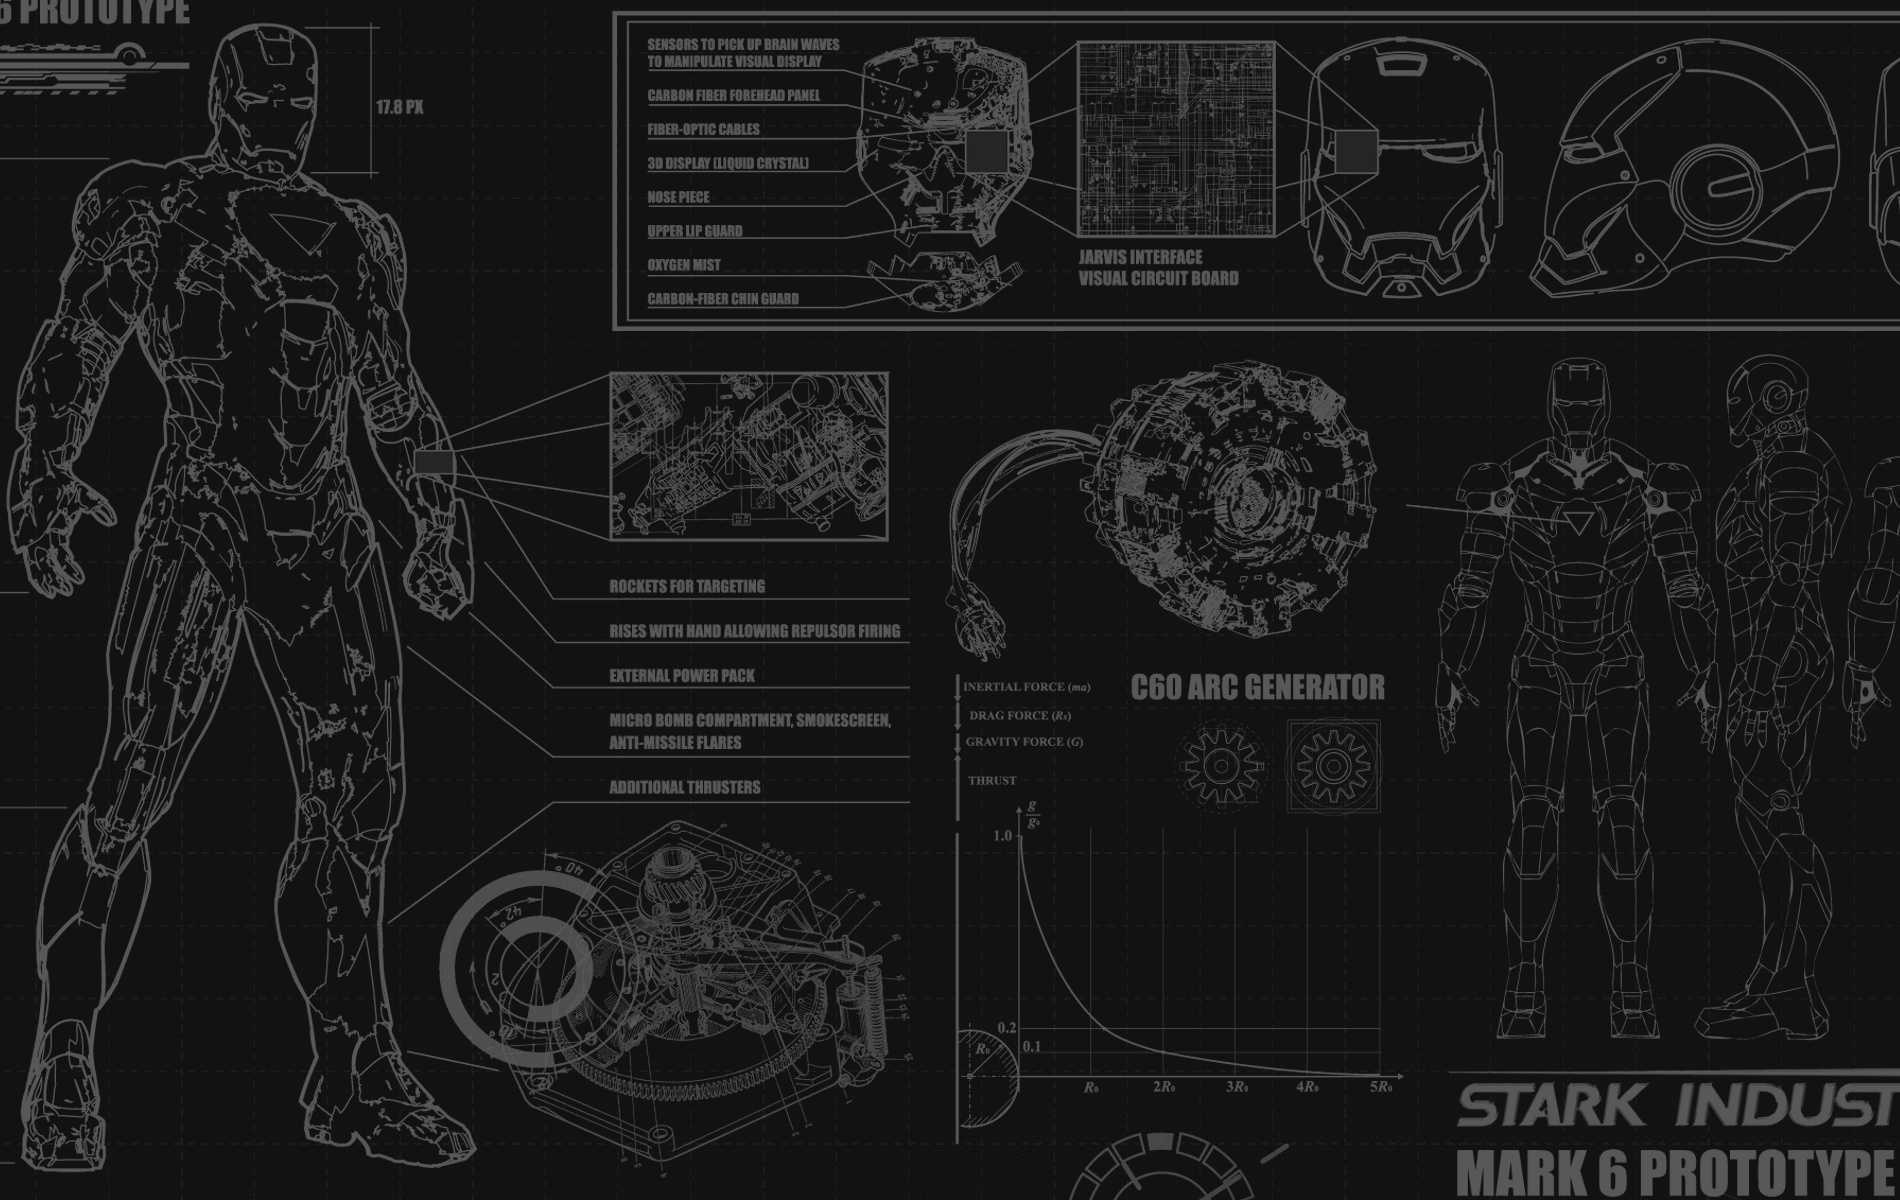 6 PROTOTYPE
17.8 PX
SENSORS TO PICK UP BRAIN WAVES
TO MANIPULATE VISUAL DISPLAY
CARBON FIBER FOREHEAD PANEL
FIBER-OPTIC CABLES
3D DISPLAY (LIQUID CRYSTAL)
NOSE PIECE
UPPER LIP GUARD
OXYGEN MIST
CARBON-FIBER CHIN GUARD
JARVIS INTERFACE
VISUAL CIRCUIT BOARD
ROCKETS FOR TARGETING
RISES WITH HAND ALLOWING REPULSOR FIRING
EXTERNAL POWER PACK
MICRO BOMB COMPARTMENT, SMOKESCREEN,
ANTI-MISSILE FLARES
ADDITIONAL THRUSTERS
C60 ARC GENERATOR
INERTIAL FORCE (ma)
DRAG FORCE (Rx)
GRAVITY FORCE (G)
THRUST
g
g₀
1.0
0.2
0.1
R₀
R₀
2R₀
3R₀
4R₀
5R₀
40°
42°
STARK INDUST
MARK 6 PROTOTYPE